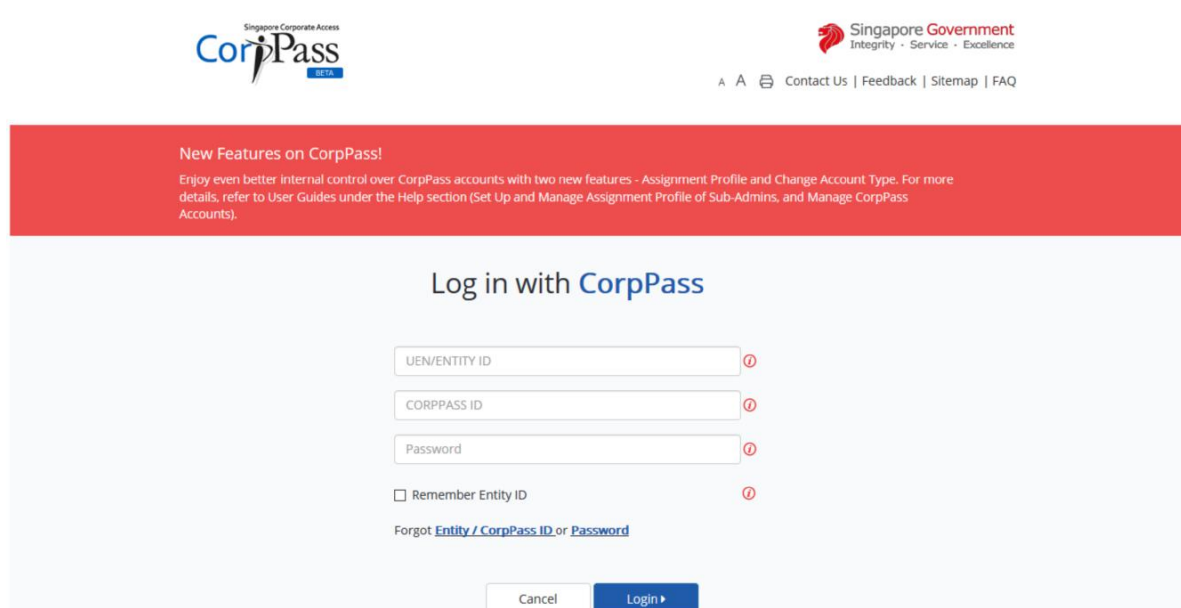 Singapore Corporate Access
CorpPass
BETA
Singapore Government
Integrity · Service · Excellence
A A Contact Us | Feedback | Sitemap | FAQ
New Features on CorpPass!
Enjoy even better internal control over CorpPass accounts with two new features - Assignment Profile and Change Account Type. For more
details, refer to User Guides under the Help section (Set Up and Manage Assignment Profile of Sub-Admins, and Manage CorpPass
Accounts).
Log in with CorpPass
UEN/ENTITY ID
CORPPASS ID
Password
Remember Entity ID
Forgot Entity / CorpPass ID or Password
Cancel Login